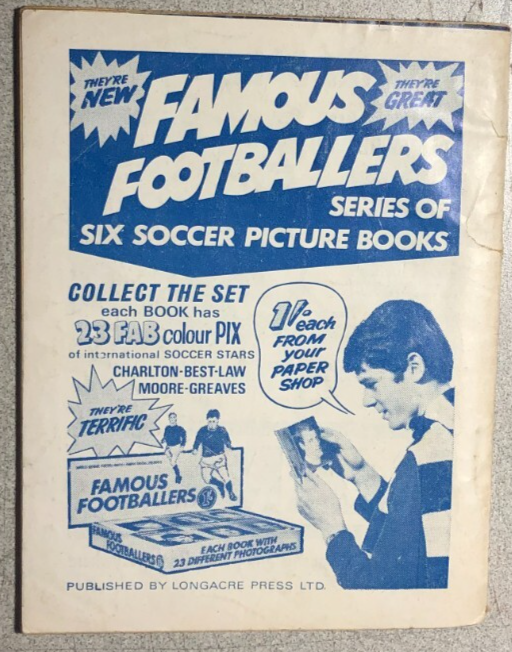 THEY'RE
NEW
THEY'RE
GREAT
FAMOUS
FOOTBALLERS
SERIES OF
SIX SOCCER PICTURE BOOKS
COLLECT THE SET
each BOOK has
23 FAB colour PIX
of international SOCCER STARS
CHARLTON-BEST-LAW
MOORE-GREAVES
1/- each
FROM
your
PAPER
SHOP
THEY'RE
TERRIFIC
FAMOUS
FOOTBALLERS 1/-
FAMOUS
FOOTBALLERS
EACH BOOK WITH
23 DIFFERENT PHOTOGRAPHS
PUBLISHED BY LONGACRE PRESS LTD.